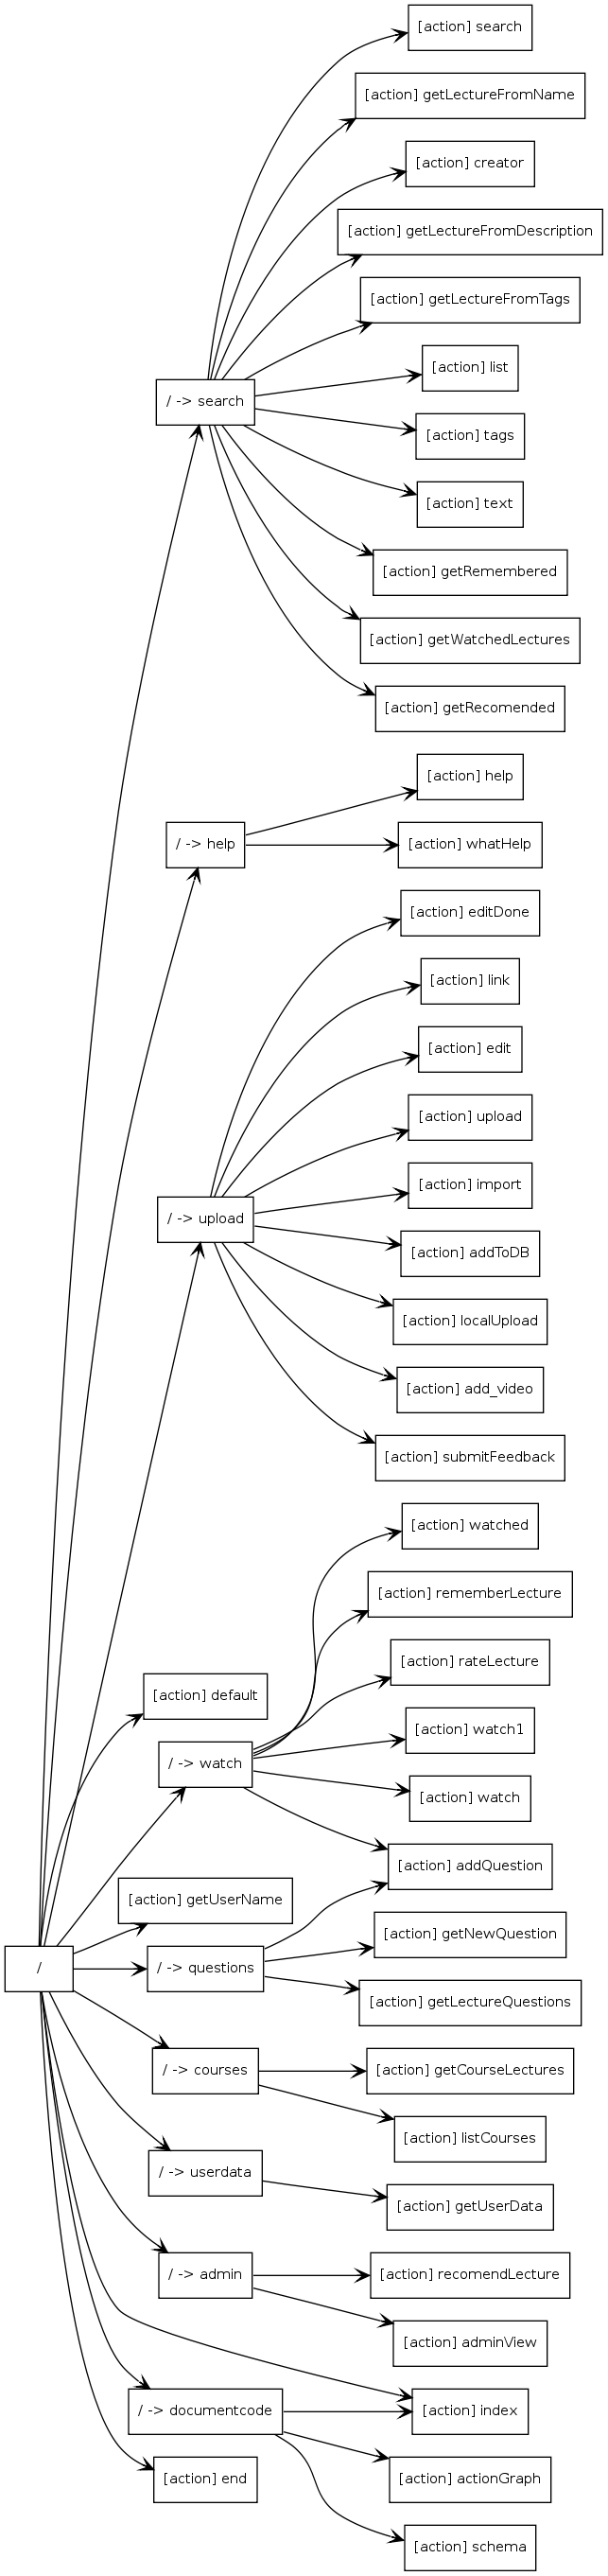 [action] search
[action] getLectureFromName
[action] creator
[action] getLectureFromDescription
[action] getLectureFromTags
[action] list
/ -> search
[action] tags
[action] text
[action] getRemembered
[action] getWatchedLectures
[action] getRecomended
[action] help
/ -> help
[action] whatHelp
[action] editDone
[action] link
[action] edit
[action] upload
[action] import
/ -> upload
[action] addToDB
[action] localUpload
[action] add_video
[action] submitFeedback
[action] watched
[action] rememberLecture
[action] rateLecture
[action] default
[action] watch1
/ -> watch
[action] watch
[action] addQuestion
[action] getUserName
[action] getNewQuestion
/
/ -> questions
[action] getLectureQuestions
/ -> courses
[action] getCourseLectures
[action] listCourses
/ -> userdata
[action] getUserData
/ -> admin
[action] recomendLecture
[action] adminView
/ -> documentcode
[action] index
[action] end
[action] actionGraph
[action] schema